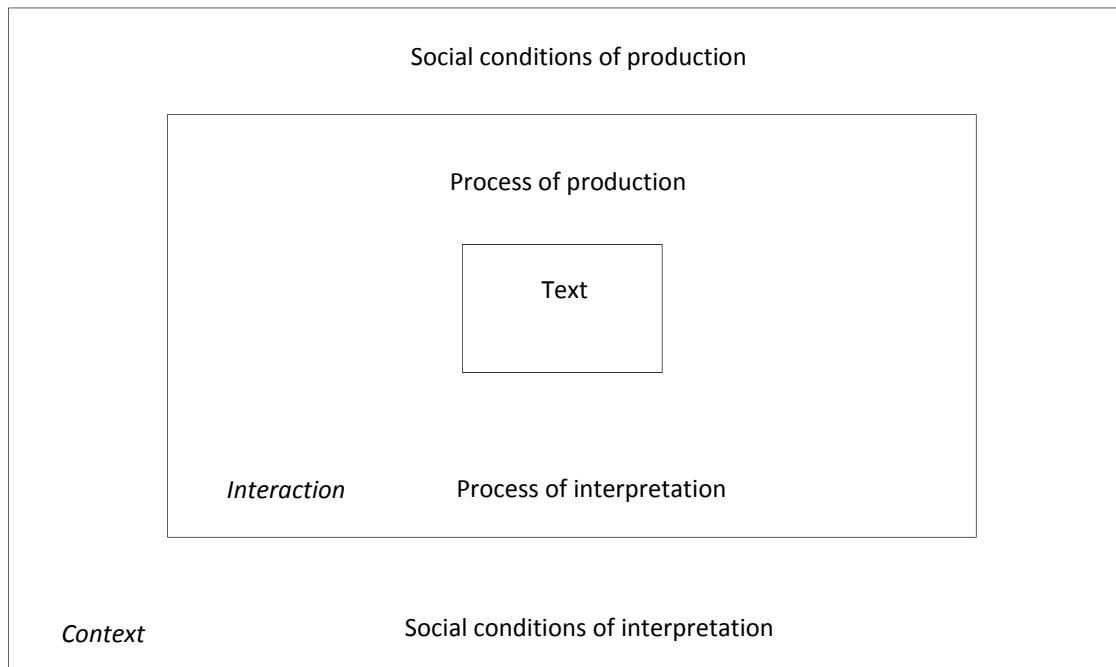 Social conditions of production
Process of production
Text
Interaction Process of interpretation
Context Social conditions of interpretation